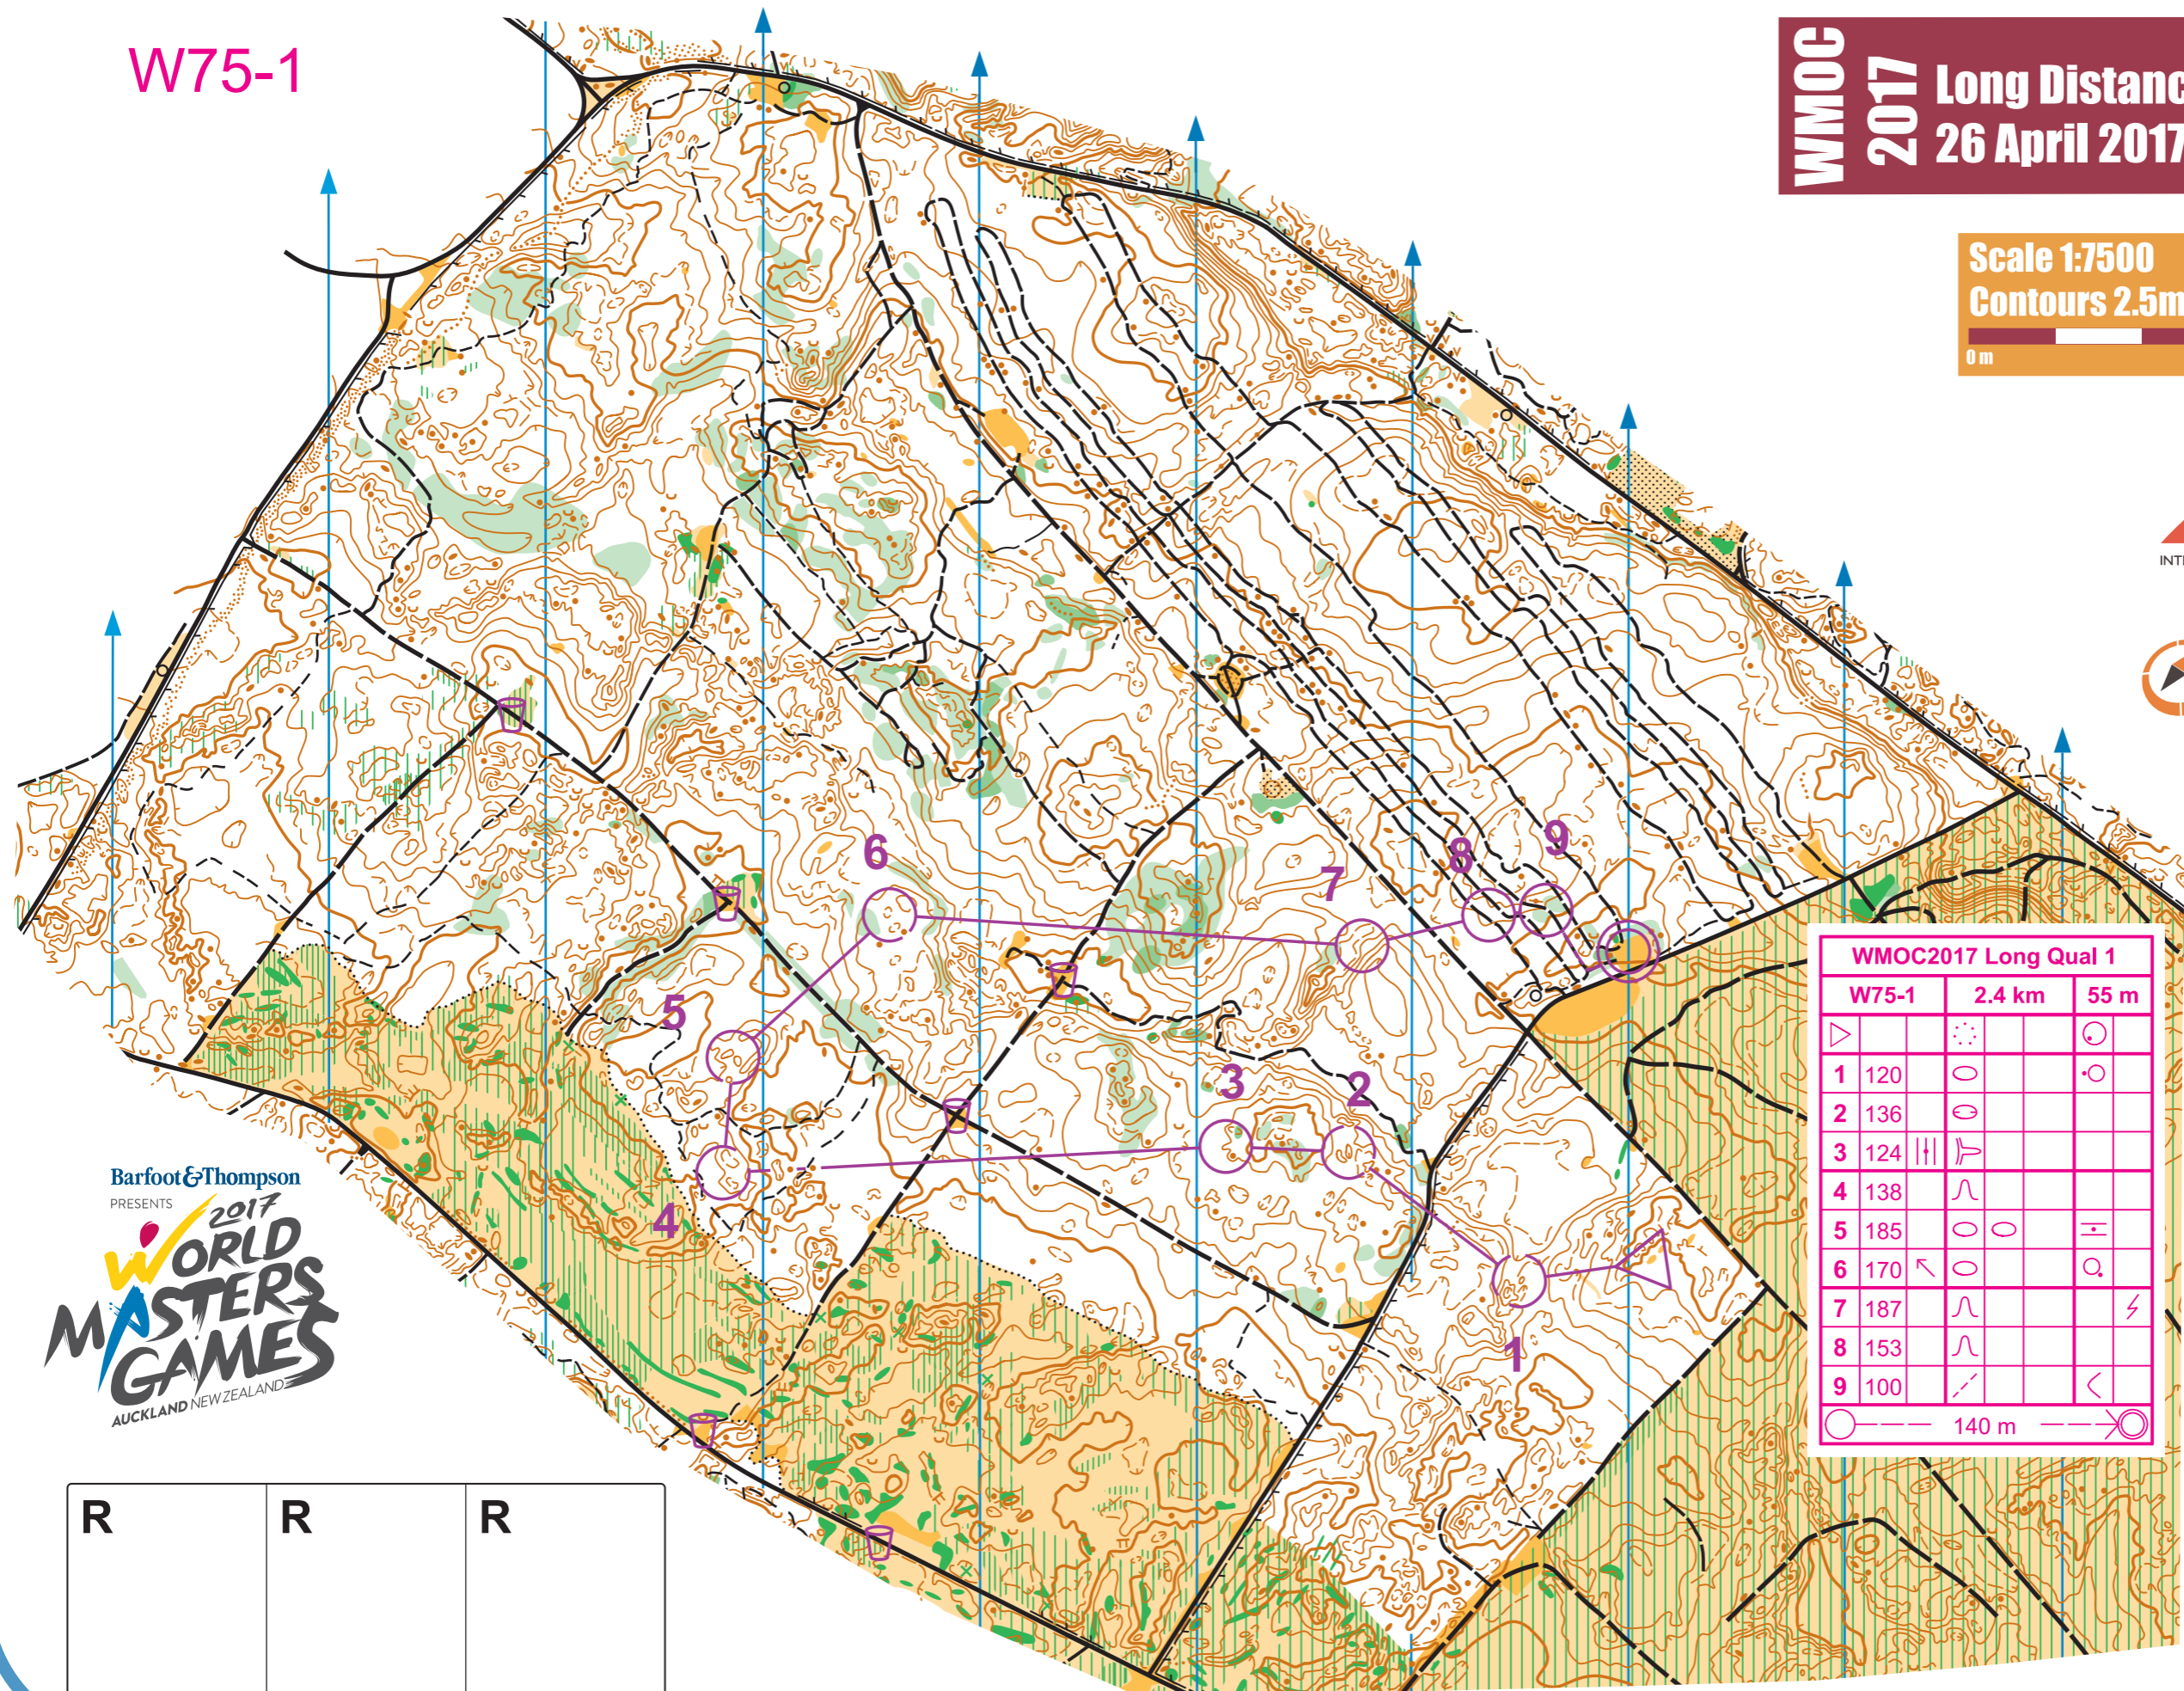 W75-1
WMOC
2017
Long Distanc
26 April 2017
Scale 1:7500
Contours 2.5m
0 m
INT
6
7
8
9
5
3
2
4
1
WMOC2017 Long Qual 1
W75-1 2.4 km 55 m
1 120
2 136
3 124
4 138
5 185
6 170
7 187
8 153
9 100
140 m
Barfoot&Thompson
PRESENTS
2017
WORLD
MASTERS
GAMES
AUCKLAND NEW ZEALAND
R R R